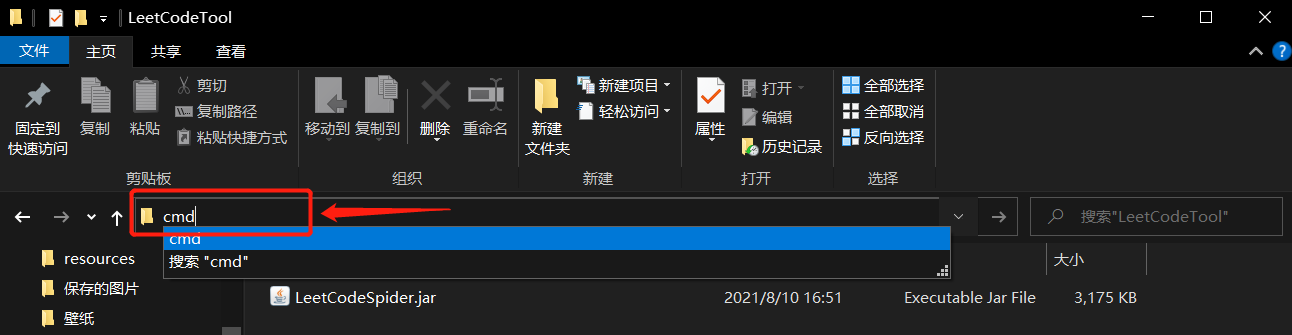 LeetCodeTool
文件 主页 共享 查看
固定到
快速访问
复制
粘贴
剪切
复制路径
粘贴快捷方式
移动到 复制到 删除 重命名
新建
文件夹
新建项目
轻松访问
属性
打开
编辑
历史记录
全部选择
全部取消
反向选择
剪贴板 组织 新建 打开 选择
cmd
搜索"LeetCodeTool"
cmd
搜索 "cmd"
resources
保存的图片
壁纸
大小
LeetCodeSpider.jar 2021/8/10 16:51 Executable Jar File 3,175 KB